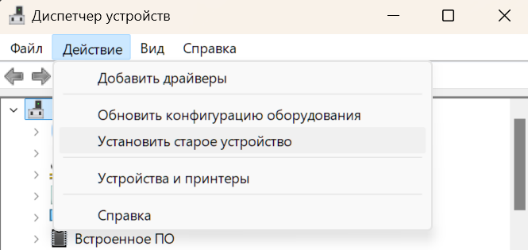 Диспетчер устройств
Файл Действие Вид Справка
Добавить драйверы
Обновить конфигурацию оборудования
Установить старое устройство
Устройства и принтеры
Справка
Встроенное ПО